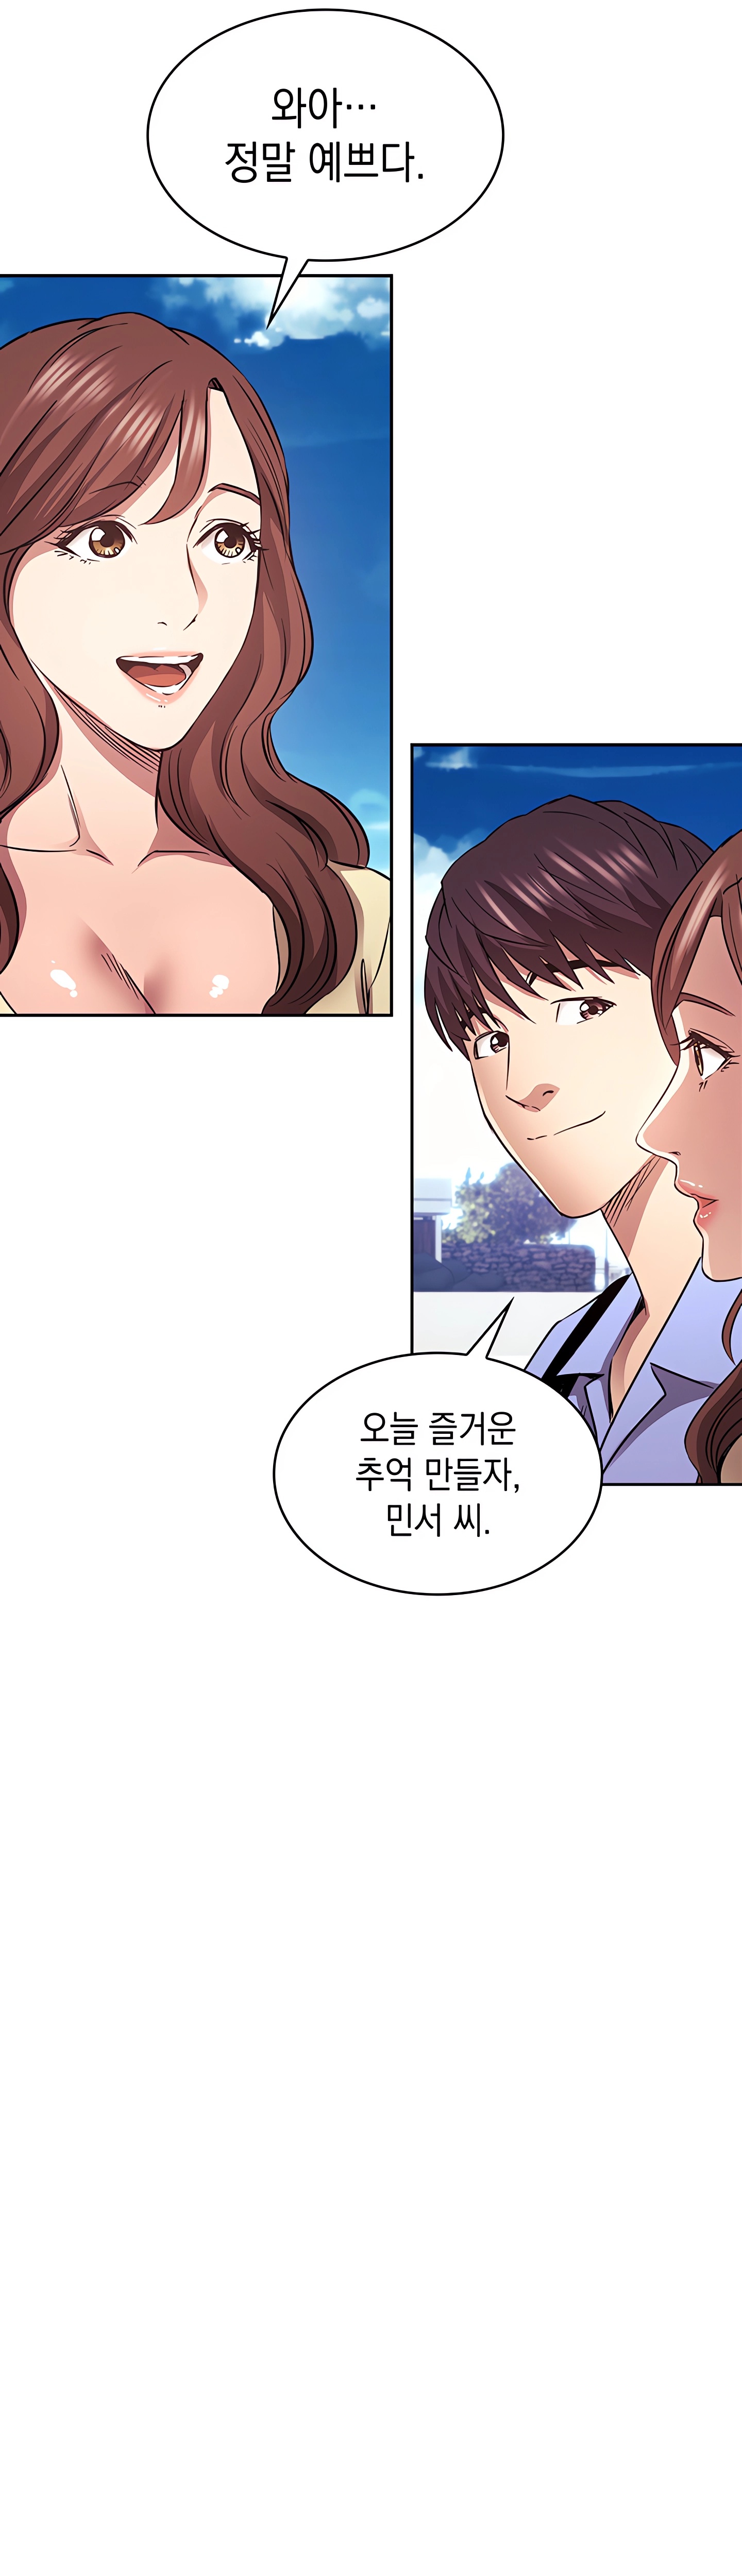 와아…
정말 예쁘다.
오늘 즐거운
추억 만들자,
민서 씨.